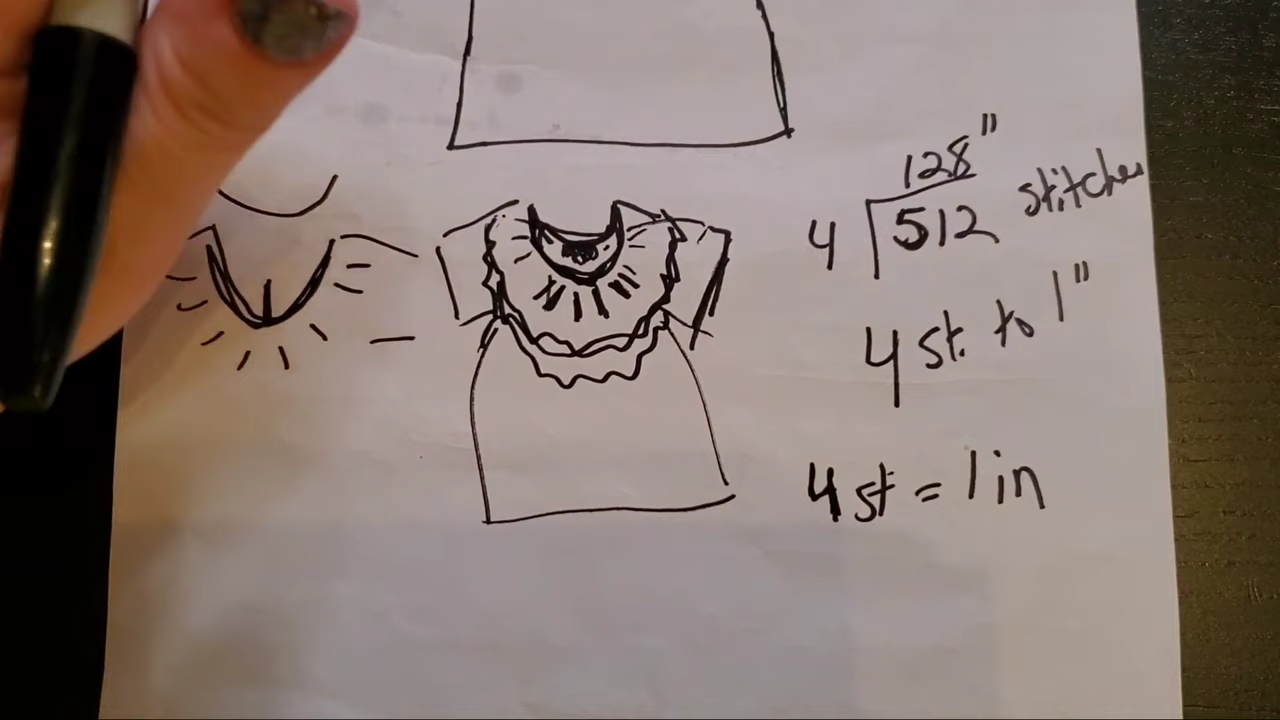 128"
4 512 stitches
4 st. to 1"
4 st = 1 in